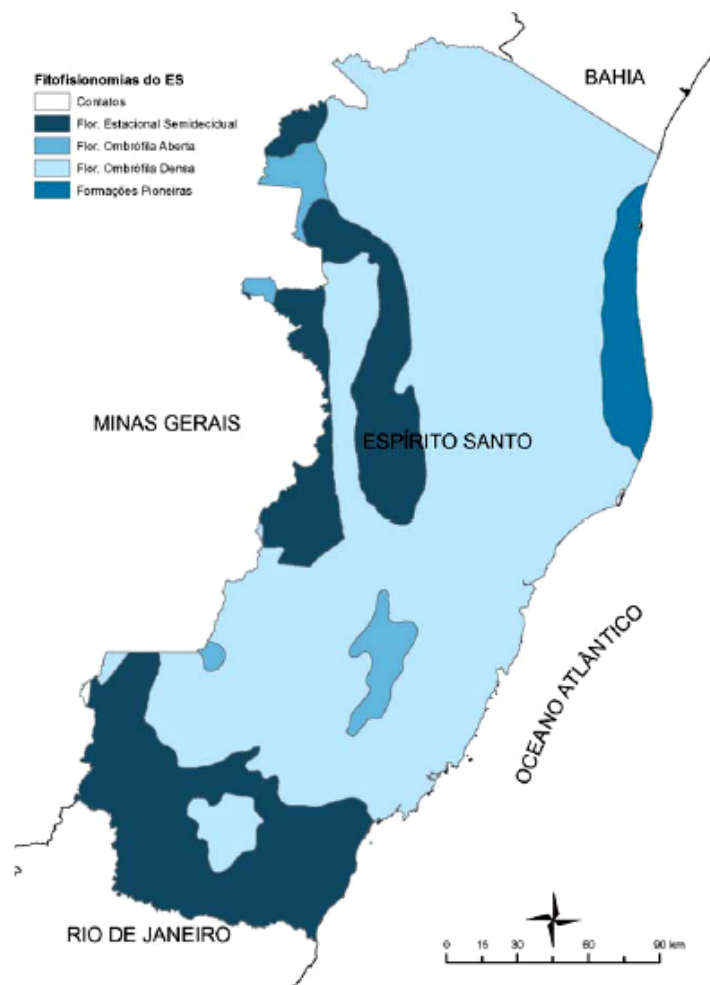 BAHIA
Fitofisionomias do ES
Contatos
Flor. Estacional Semidecidual
Flor. Ombrófila Aberta
Flor. Ombrófila Densa
Formações Pioneiras
MINAS GERAIS
ESPÍRITO SANTO
OCEANO ATLÂNTICO
RIO DE JANEIRO
0 15 30 60 90 km